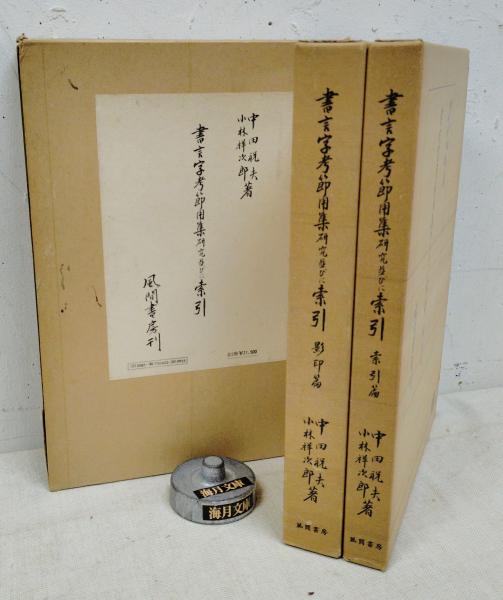 中田祝夫
小林祥次郎著
書言字考節用集研究並びに索引
風間書房刊
書言字考節用集研究並びに索引 影印篇
中田祝夫
小林祥次郎著
風間書房
書言字考節用集研究並びに索引 索引篇
中田祝夫
小林祥次郎著
風間書房
海月文庫
海月文庫